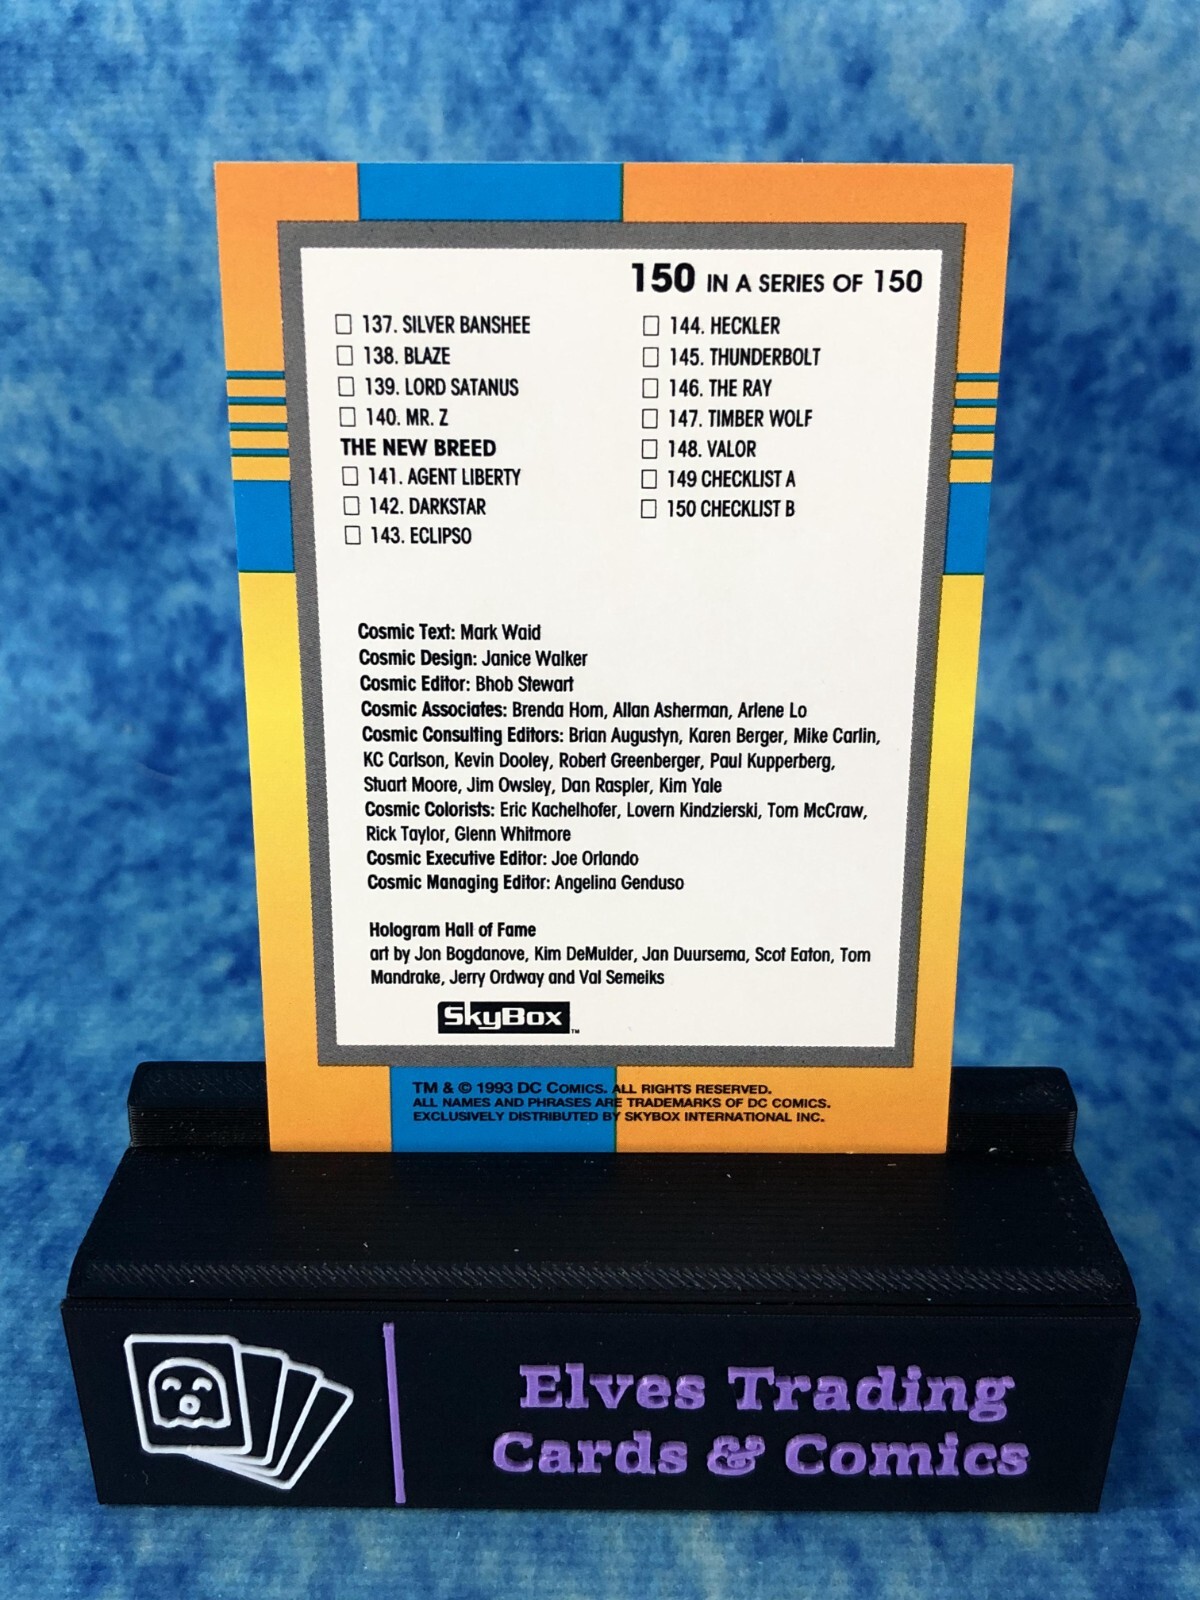 150 IN A SERIES OF 150
137. SILVER BANSHEE
138. BLAZE
139. LORD SATANUS
140. MR. Z
THE NEW BREED
141. AGENT LIBERTY
142. DARKSTAR
143. ECLIPSO
144. HECKLER
145. THUNDERBOLT
146. THE RAY
147. TIMBER WOLF
148. VALOR
149 CHECKLIST A
150 CHECKLIST B
Cosmic Text: Mark Waid
Cosmic Design: Janice Walker
Cosmic Editor: Bhob Stewart
Cosmic Associates: Brenda Hom, Allan Asherman, Arlene Lo
Cosmic Consulting Editors: Brian Augustyn, Karen Berger, Mike Carlin,
KC Carlson, Kevin Dooley, Robert Greenberger, Paul Kupperberg,
Stuart Moore, Jim Owsley, Dan Raspler, Kim Yale
Cosmic Colorists: Eric Kachelhofer, Lovern Kindzierski, Tom McCraw,
Rick Taylor, Glenn Whitmore
Cosmic Executive Editor: Joe Orlando
Cosmic Managing Editor: Angelina Genduso
Hologram Hall of Fame
art by Jon Bogdanove, Kim DeMulder, Jan Duursema, Scot Eaton, Tom
Mandrake, Jerry Ordway and Val Semeiks
SkyBox™
TM & © 1993 DC COMICS. ALL RIGHTS RESERVED.
ALL NAMES AND PHRASES ARE TRADEMARKS OF DC COMICS.
EXCLUSIVELY DISTRIBUTED BY SKYBOX INTERNATIONAL INC.
Elves Trading
Cards & Comics